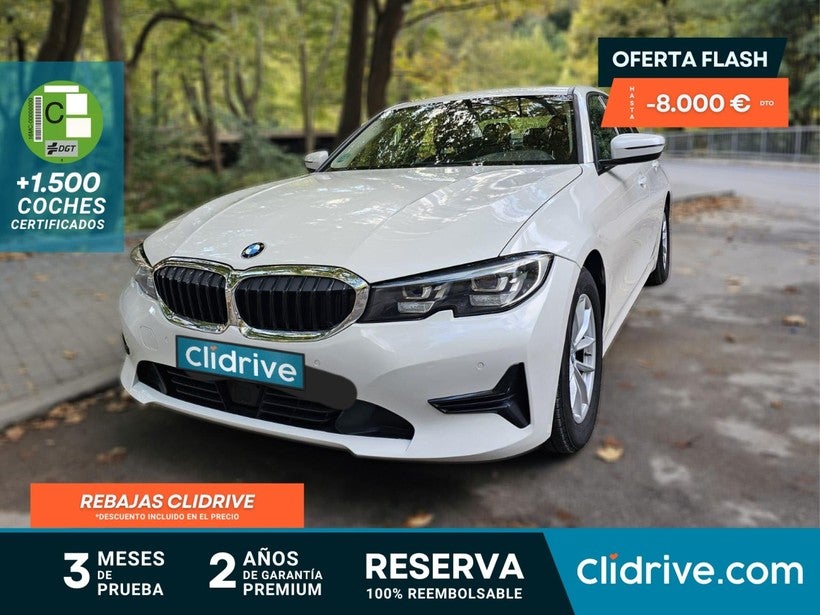 OFERTA FLASH
HASTA
-8.000 € DTO
C
DGT
+1.500
COCHES
CERTIFICADOS
BMW
Clidrive
REBAJAS CLIDRIVE
*DESCUENTO INCLUIDO EN EL PRECIO
3 MESES
DE
PRUEBA
2 AÑOS
DE GARANTÍA
PREMIUM
RESERVA
100% REEMBOLSABLE
Clidrive.com